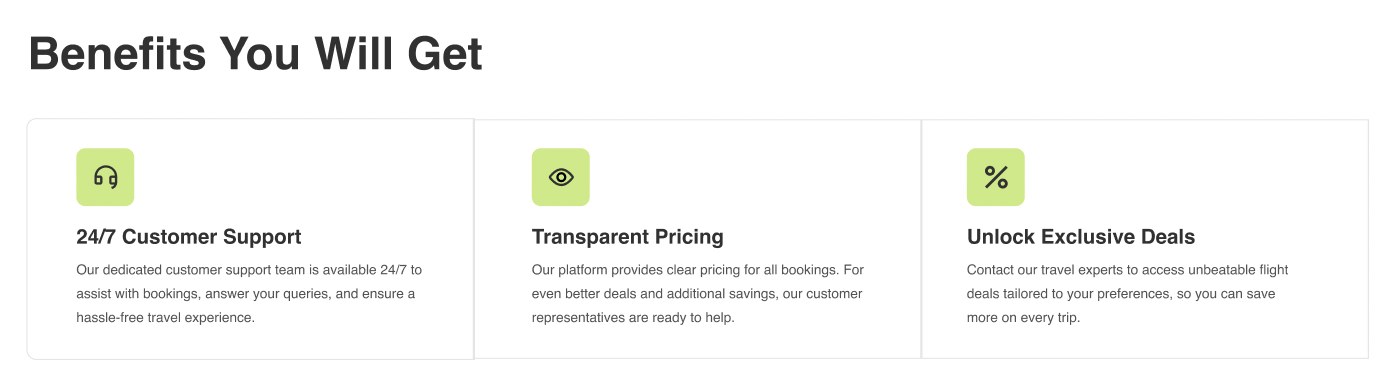 Benefits You Will Get
24/7 Customer Support
Our dedicated customer support team is available 24/7 to
assist with bookings, answer your queries, and ensure a
hassle-free travel experience.
Transparent Pricing
Our platform provides clear pricing for all bookings. For
even better deals and additional savings, our customer
representatives are ready to help.
Unlock Exclusive Deals
Contact our travel experts to access unbeatable flight
deals tailored to your preferences, so you can save
more on every trip.